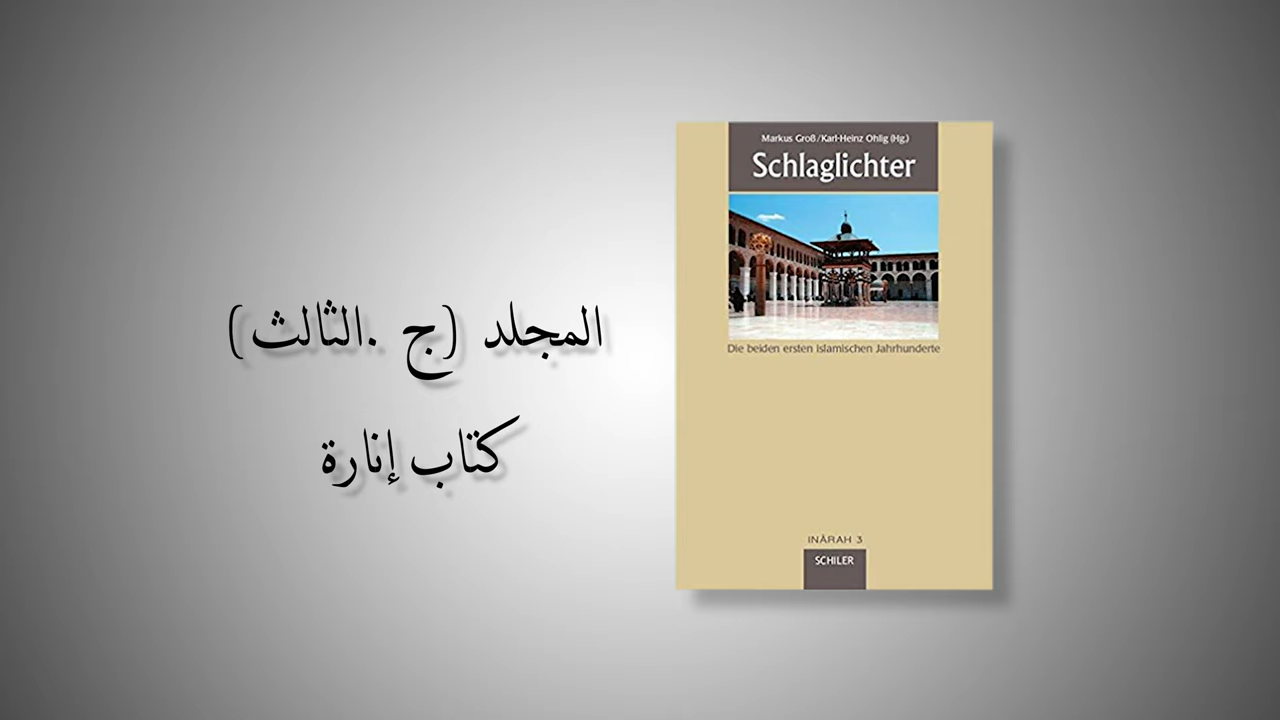 المجلد (ج .الثالث)
كتاب إنارة
Markus Groß/Karl-Heinz Ohlig (Hg.)
Schlaglichter
Die beiden ersten islamischen Jahrhunderte
INÂRAH 3
SCHILER